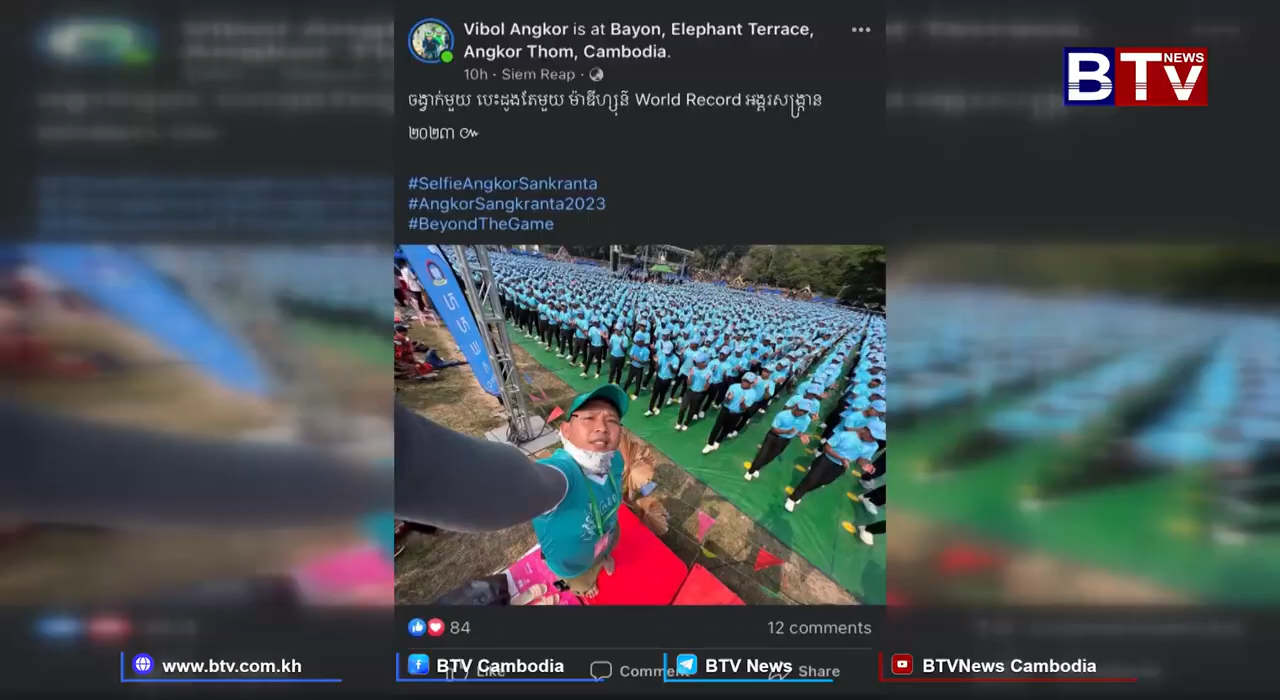 Vibol Angkor is at Bayon, Elephant Terrace,
Angkor Thom, Cambodia.
10h · Siem Reap ·
ចង្វាក់មួយ បេះដូងតែមួយ ម៉ាឌីហ្សុន៍ World Record អង្គរសង្ក្រាន
២០២៣ ៚
#SelfieAngkorSankranta
#AngkorSangkranta2023
#BeyondTheGame
BTV NEWS
84
12 comments
Like
Comment
Share
www.btv.com.kh
BTV Cambodia
BTV News
BTVNews Cambodia